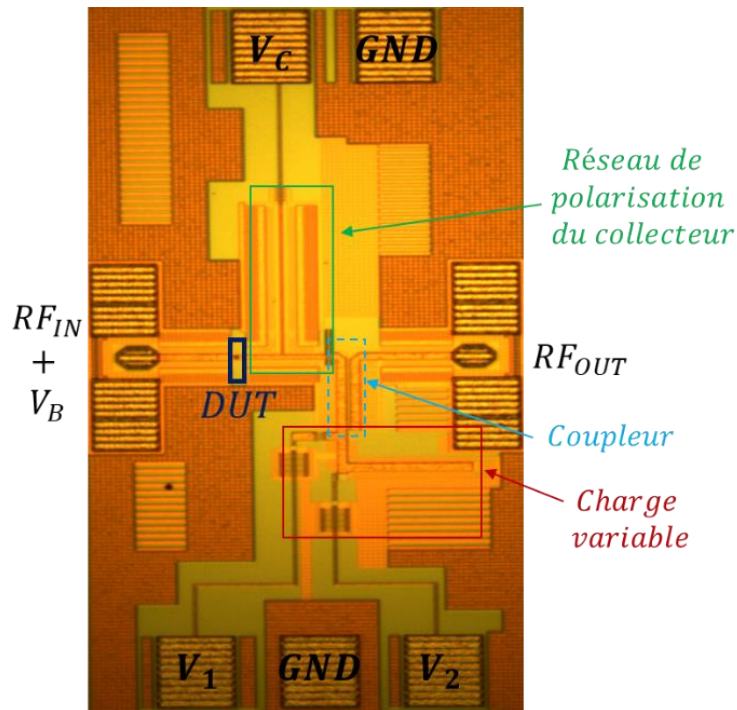 V_C
GND
Réseau de
polarisation
du collecteur
RF_IN
+
V_B
DUT
RF_OUT
Coupleur
Charge
variable
V_1
GND
V_2